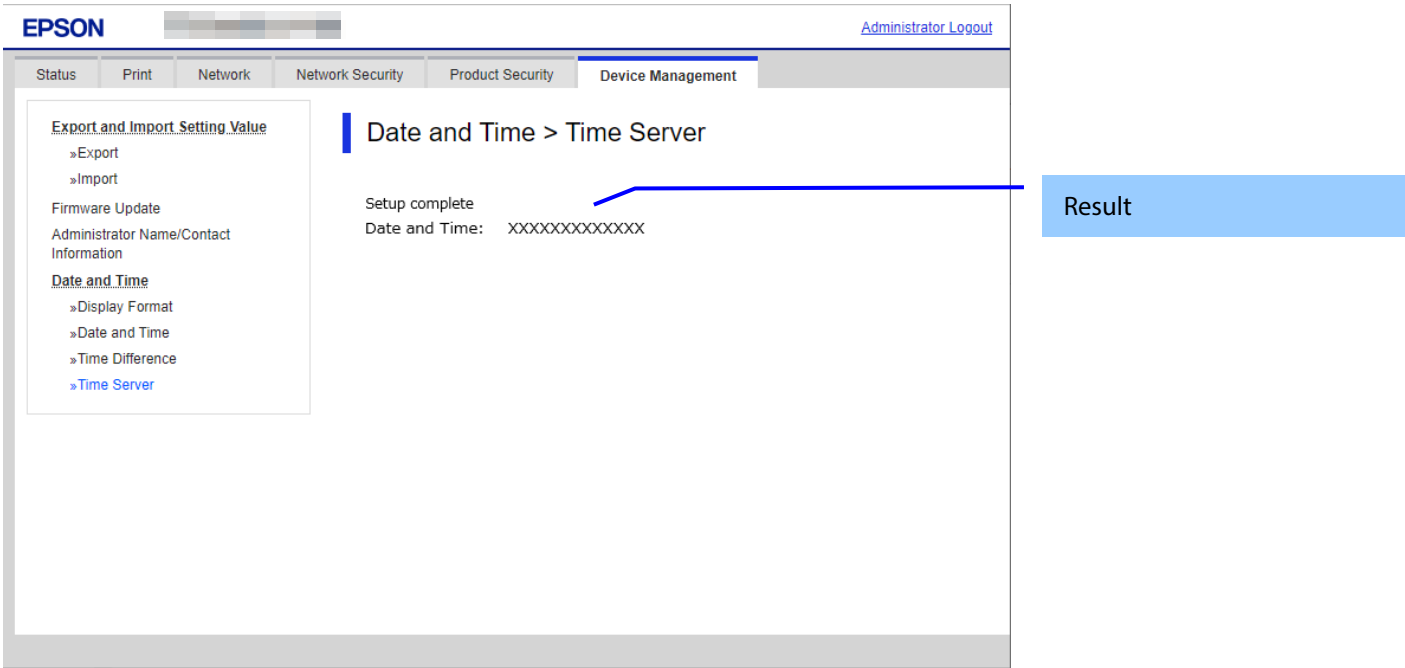 EPSON
Administrator Logout
Status Print Network Network Security Product Security Device Management
Export and Import Setting Value
»Export
»Import
Firmware Update
Administrator Name/Contact
Information
Date and Time
»Display Format
»Date and Time
»Time Difference
»Time Server
Date and Time > Time Server
Setup complete
Date and Time: XXXXXXXXXXXXX
Result